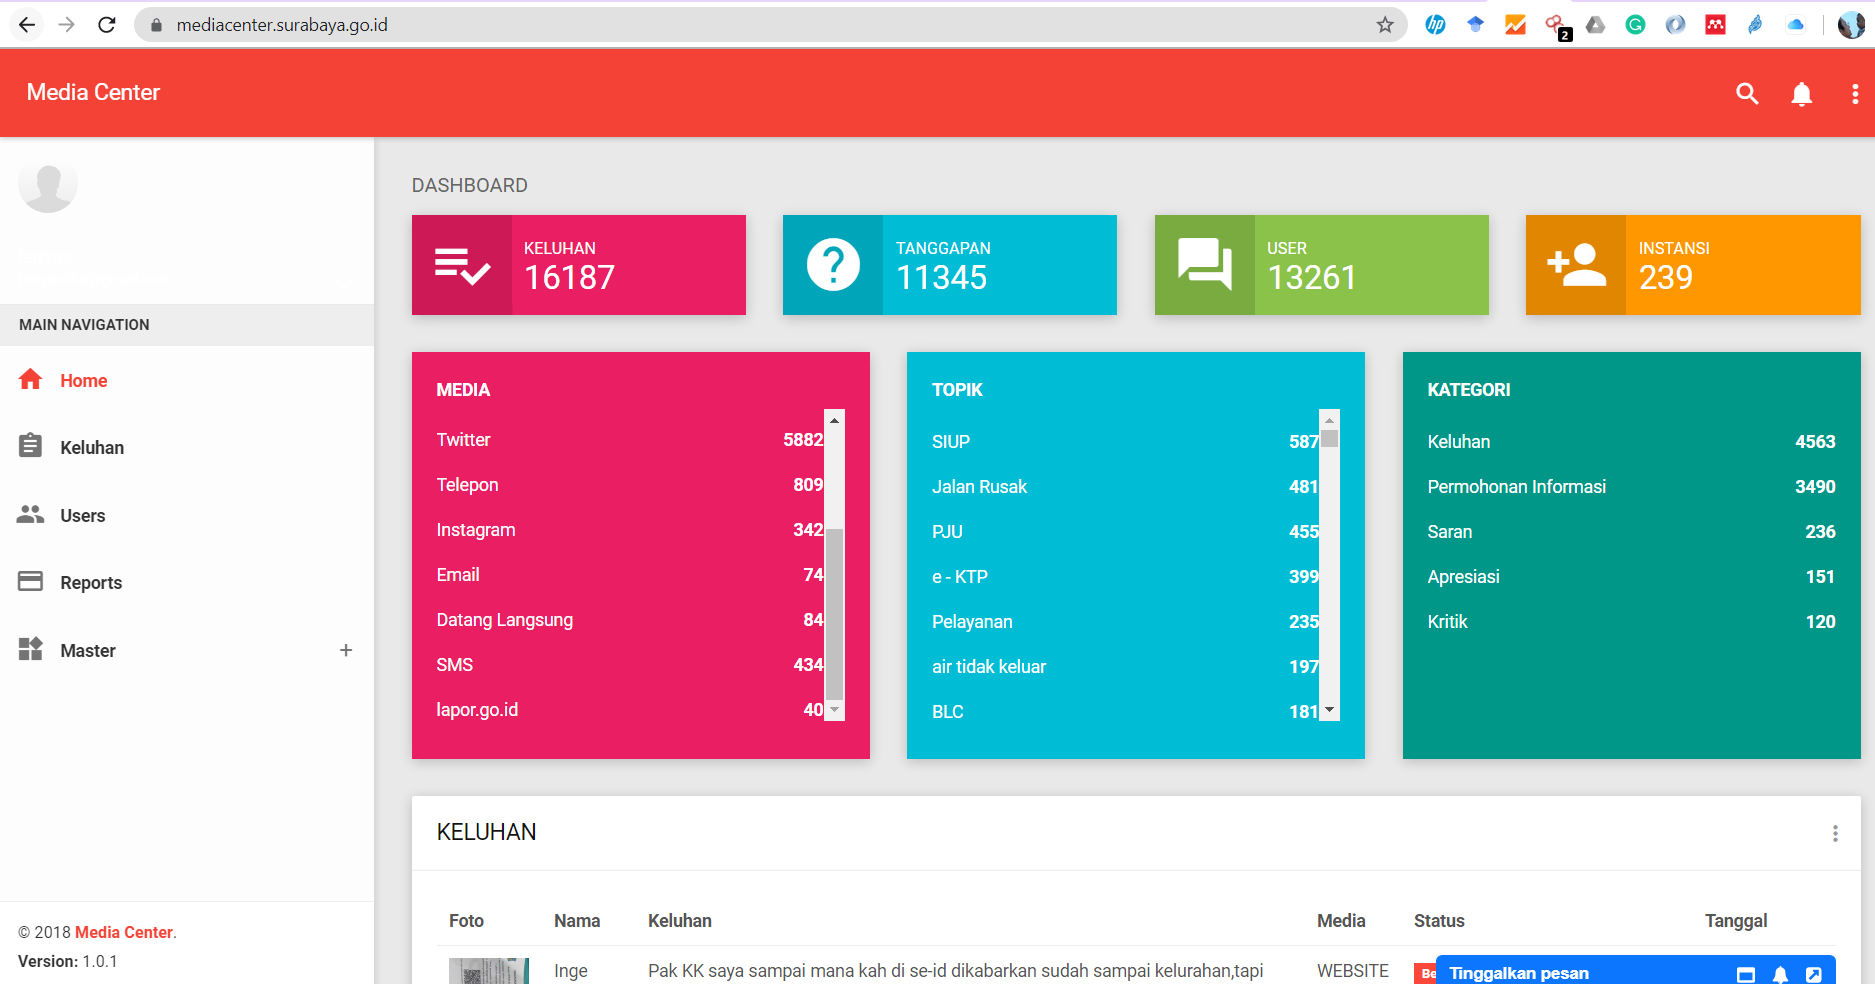 mediacenter.surabaya.go.id
2
Media Center
MAIN NAVIGATION
Home
Keluhan
Users
Reports
Master +
© 2018 Media Center.
Version: 1.0.1
DASHBOARD
KELUHAN
16187
TANGGAPAN
11345
USER
13261
INSTANSI
239
MEDIA
Twitter 5882
Telepon 809
Instagram 342
Email 74
Datang Langsung 84
SMS 434
lapor.go.id 40
TOPIK
SIUP 587
Jalan Rusak 481
PJU 455
e - KTP 399
Pelayanan 235
air tidak keluar 197
BLC 181
KATEGORI
Keluhan 4563
Permohonan Informasi 3490
Saran 236
Apresiasi 151
Kritik 120
KELUHAN
Foto Nama Keluhan Media Status Tanggal
Inge Pak KK saya sampai mana kah di se-id dikabarkan sudah sampai kelurahan,tapi WEBSITE Be
Tinggalkan pesan